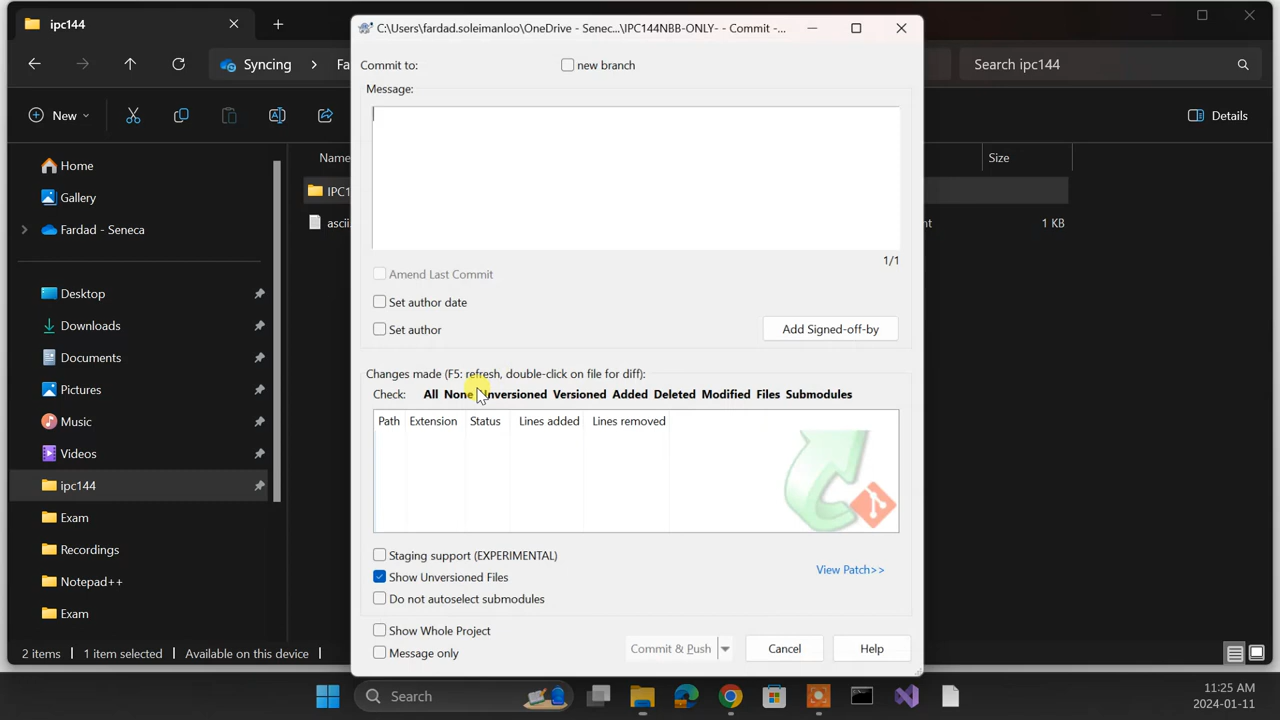 ipc144
C:\Users\fardad.soleimanloo\OneDrive - Senec...\IPC144NBB-ONLY- - Commit -...
Syncing
Fa
Search ipc144
Commit to:
new branch
Message:
New
Details
Home
Gallery
Fardad - Seneca
Name
Size
IPC1
ascii
nt
1 KB
1/1
Amend Last Commit
Set author date
Set author
Add Signed-off-by
Desktop
Downloads
Documents
Pictures
Music
Videos
ipc144
Exam
Recordings
Notepad++
Exam
Changes made (F5: refresh, double-click on file for diff):
Check: All None Unversioned Versioned Added Deleted Modified Files Submodules
Path Extension Status Lines added Lines removed
Staging support (EXPERIMENTAL)
View Patch>>
Show Unversioned Files
Do not autoselect submodules
Show Whole Project
Message only
Commit & Push
Cancel
Help
2 items
1 item selected
Available on this device
Search
11:25 AM
2024-01-11